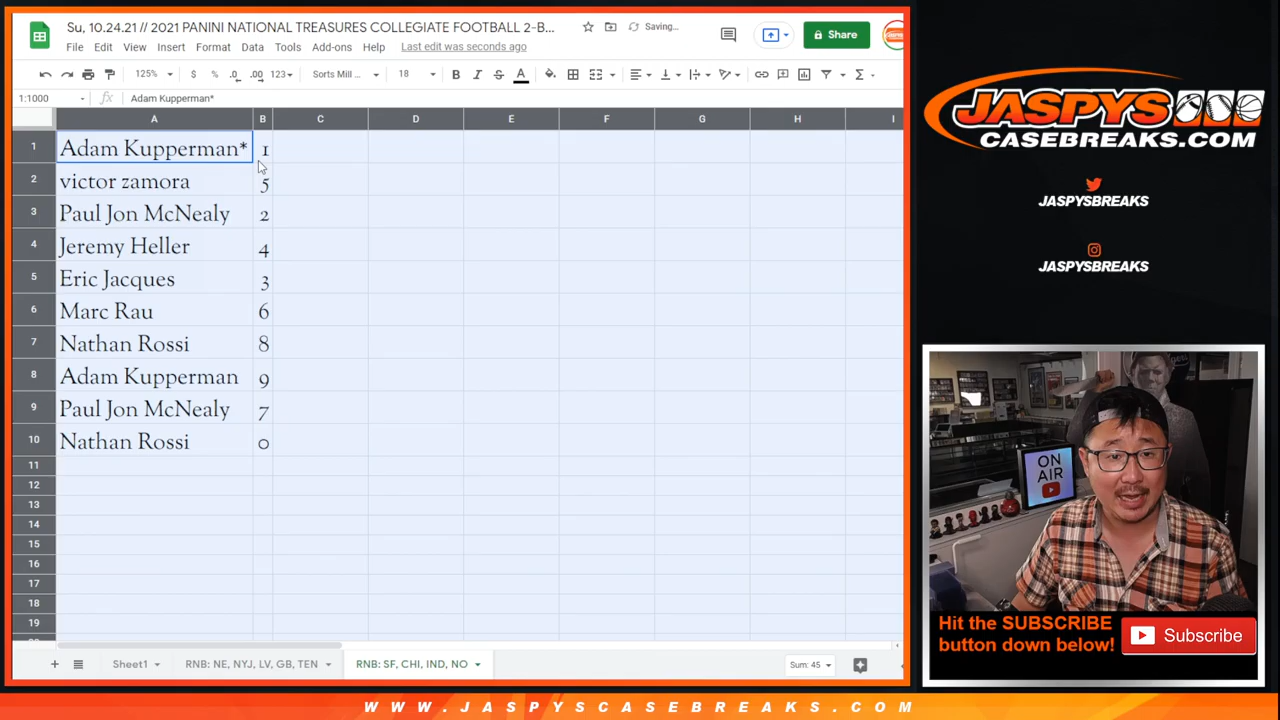 Su, 10.24.21 // 2021 PANINI NATIONAL TREASURES COLLEGIATE FOOTBALL 2-B...
Saving...
Share
File Edit View Insert Format Data Tools Add-ons Help Last edit was seconds ago
125% $ % .0 .00 123 Sorts Mill ... 18 B I S A
1:1000 fx Adam Kupperman*
A B C D E F G H I
1 Adam Kupperman* 1
2 victor zamora 5
3 Paul Jon McNealy 2
4 Jeremy Heller 4
5 Eric Jacques 3
6 Marc Rau 6
7 Nathan Rossi 8
8 Adam Kupperman 9
9 Paul Jon McNealy 7
10 Nathan Rossi 0
11
12
13
14
15
16
17
18
19
+ Sheet1 RNB: NE, NYJ, LV, GB, TEN RNB: SF, CHI, IND, NO Sum: 45
JASPYS
CASEBREAKS.COM
JASPYSBREAKS
JASPYSBREAKS
ON
AIR
Hit the SUBSCRIBE
button down below!
Subscribe
WWW.JASPYSCASEBREAKS.COM